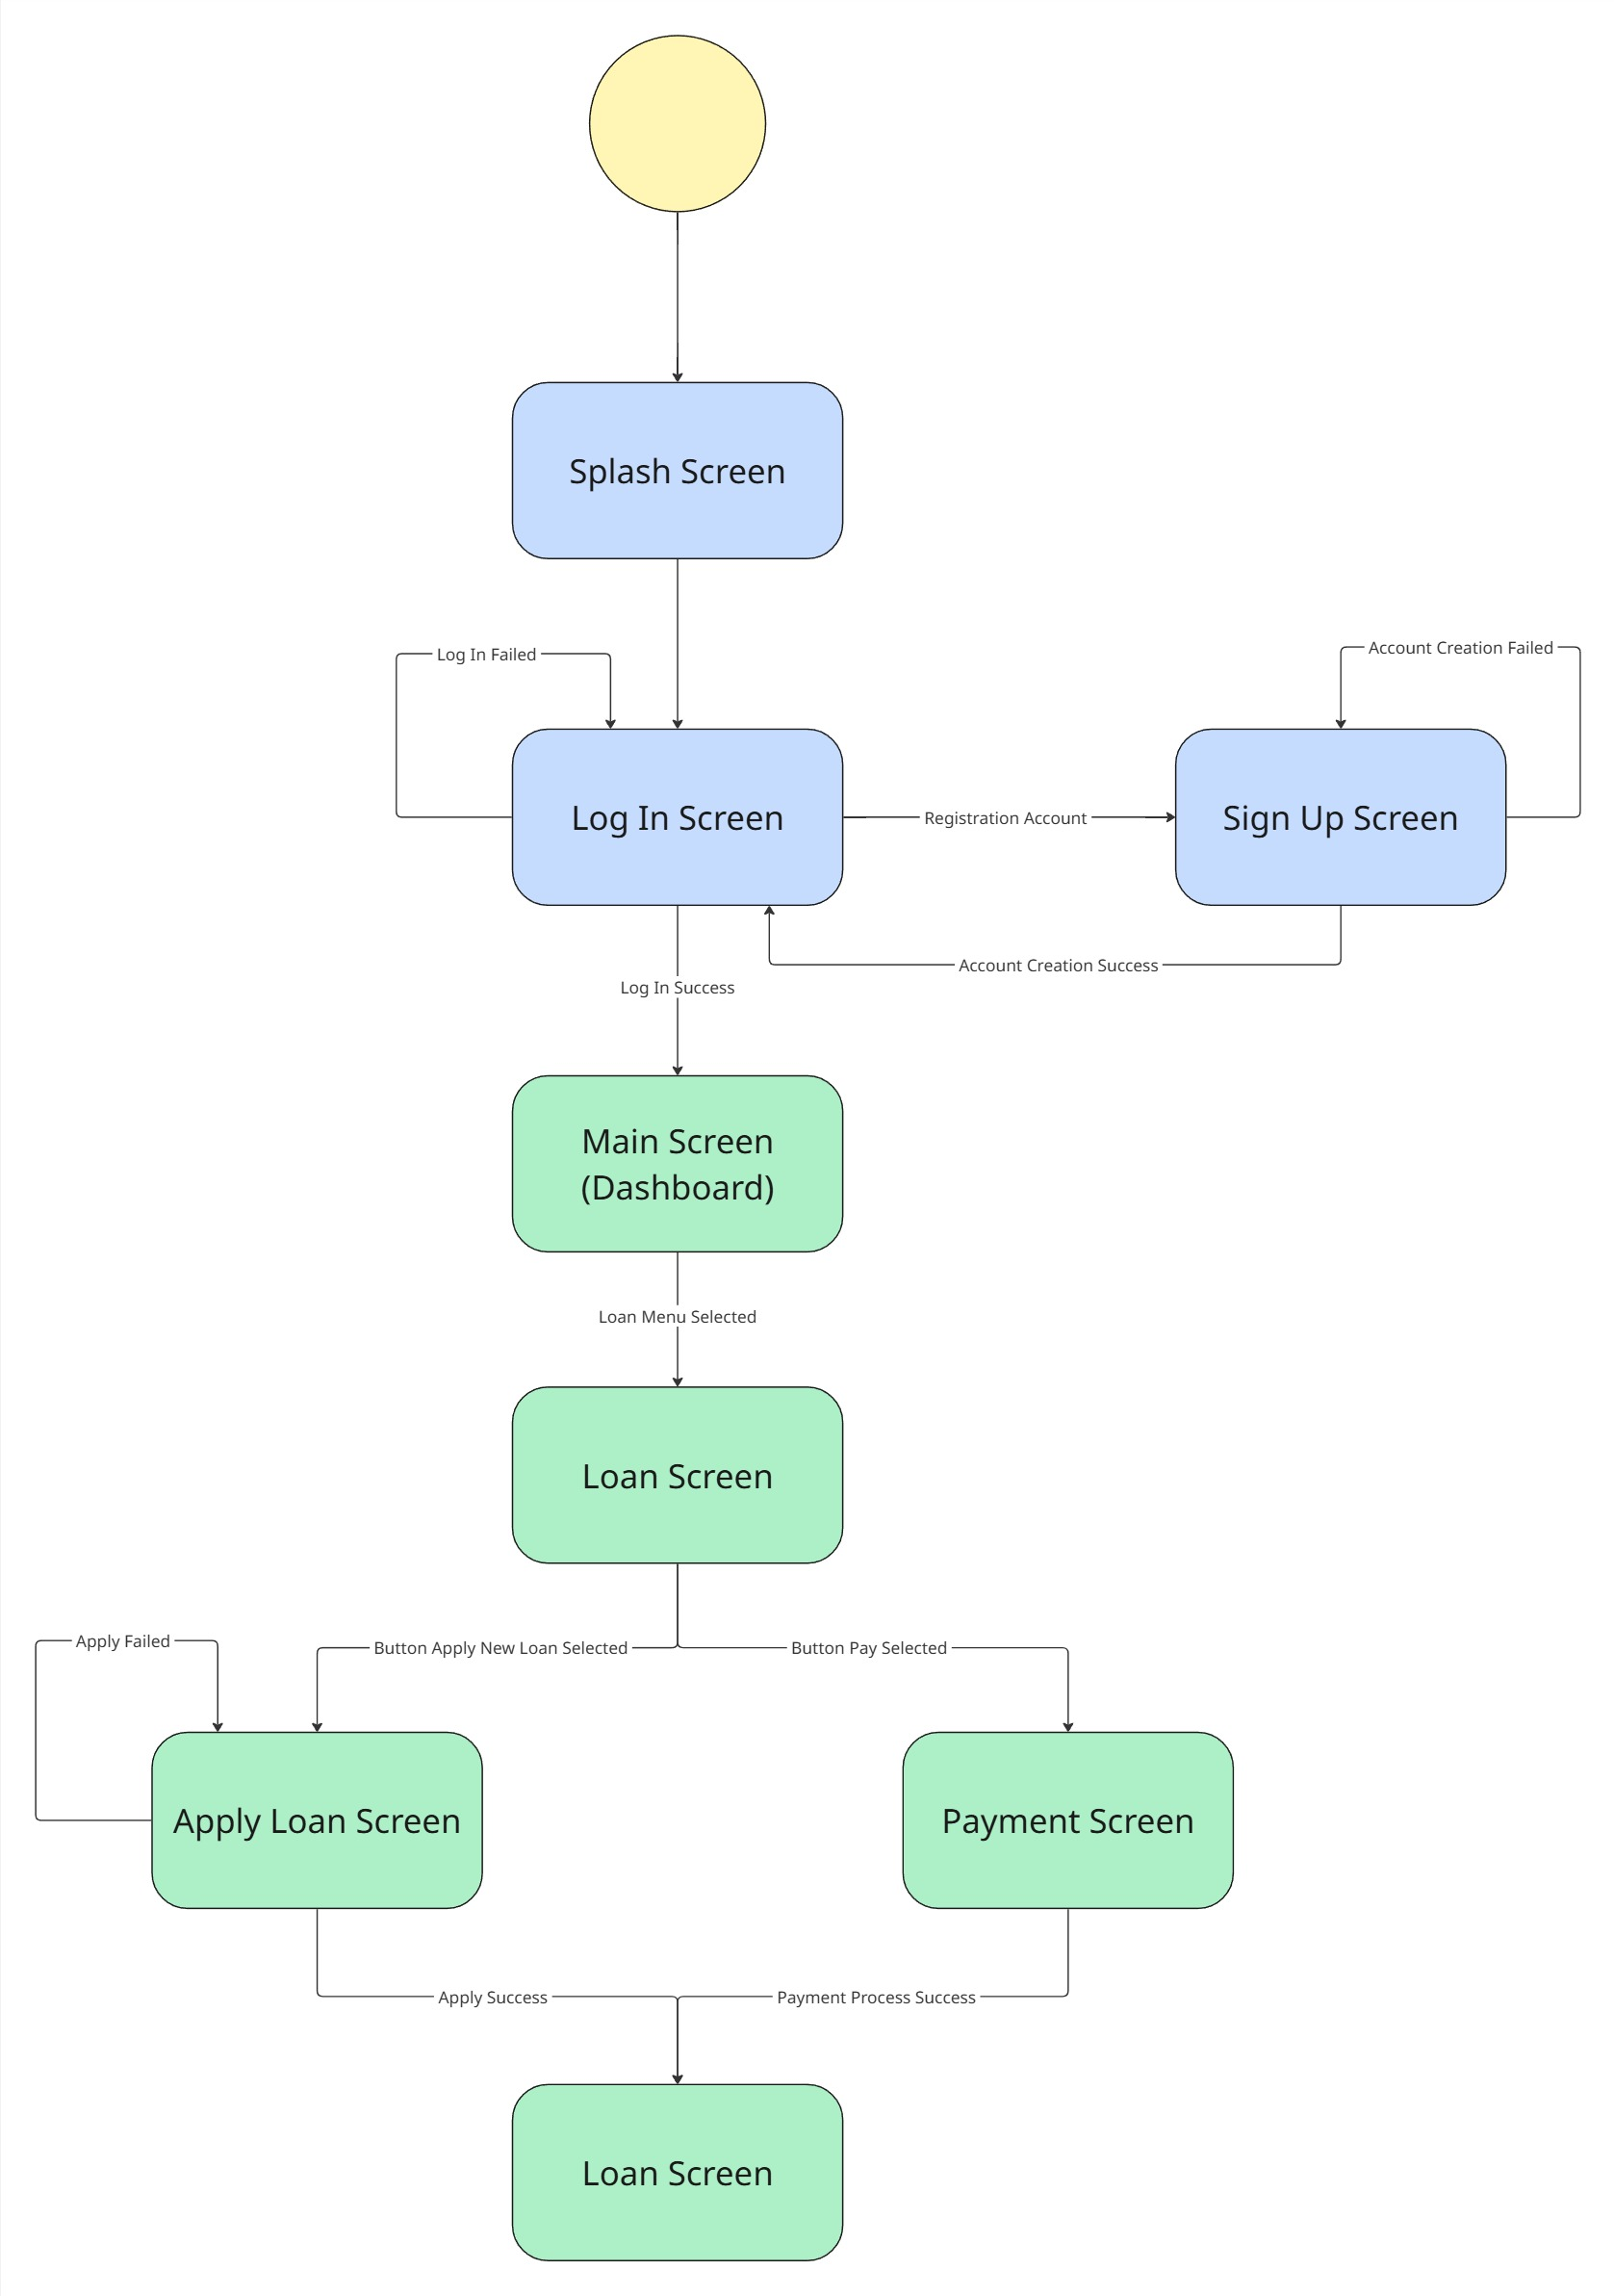 Splash Screen
Log In Failed
Account Creation Failed
Log In Screen
Registration Account
Sign Up Screen
Account Creation Success
Log In Success
Main Screen
(Dashboard)
Loan Menu Selected
Loan Screen
Apply Failed
Button Apply New Loan Selected
Button Pay Selected
Apply Loan Screen
Payment Screen
Apply Success
Payment Process Success
Loan Screen